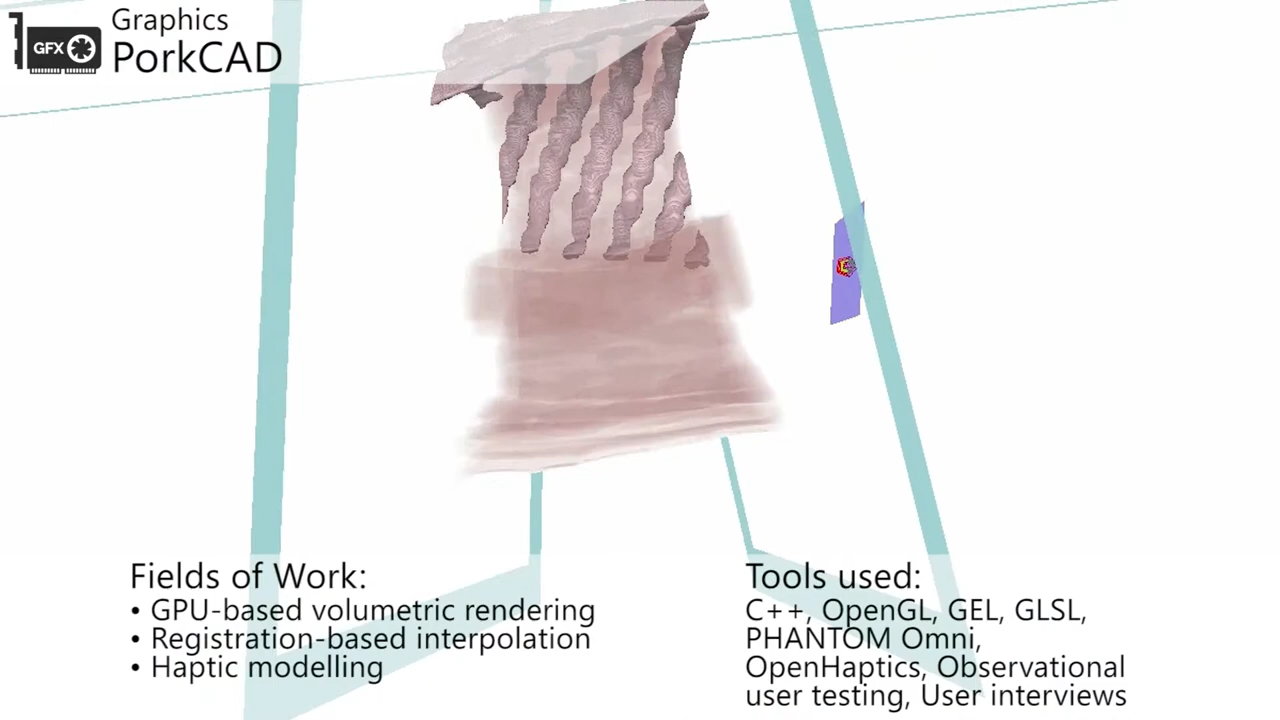 Graphics
GFX
PorkCAD
Fields of Work:
• GPU-based volumetric rendering
• Registration-based interpolation
• Haptic modelling
Tools used:
C++, OpenGL, GEL, GLSL,
PHANTOM Omni,
OpenHaptics, Observational
user testing, User interviews